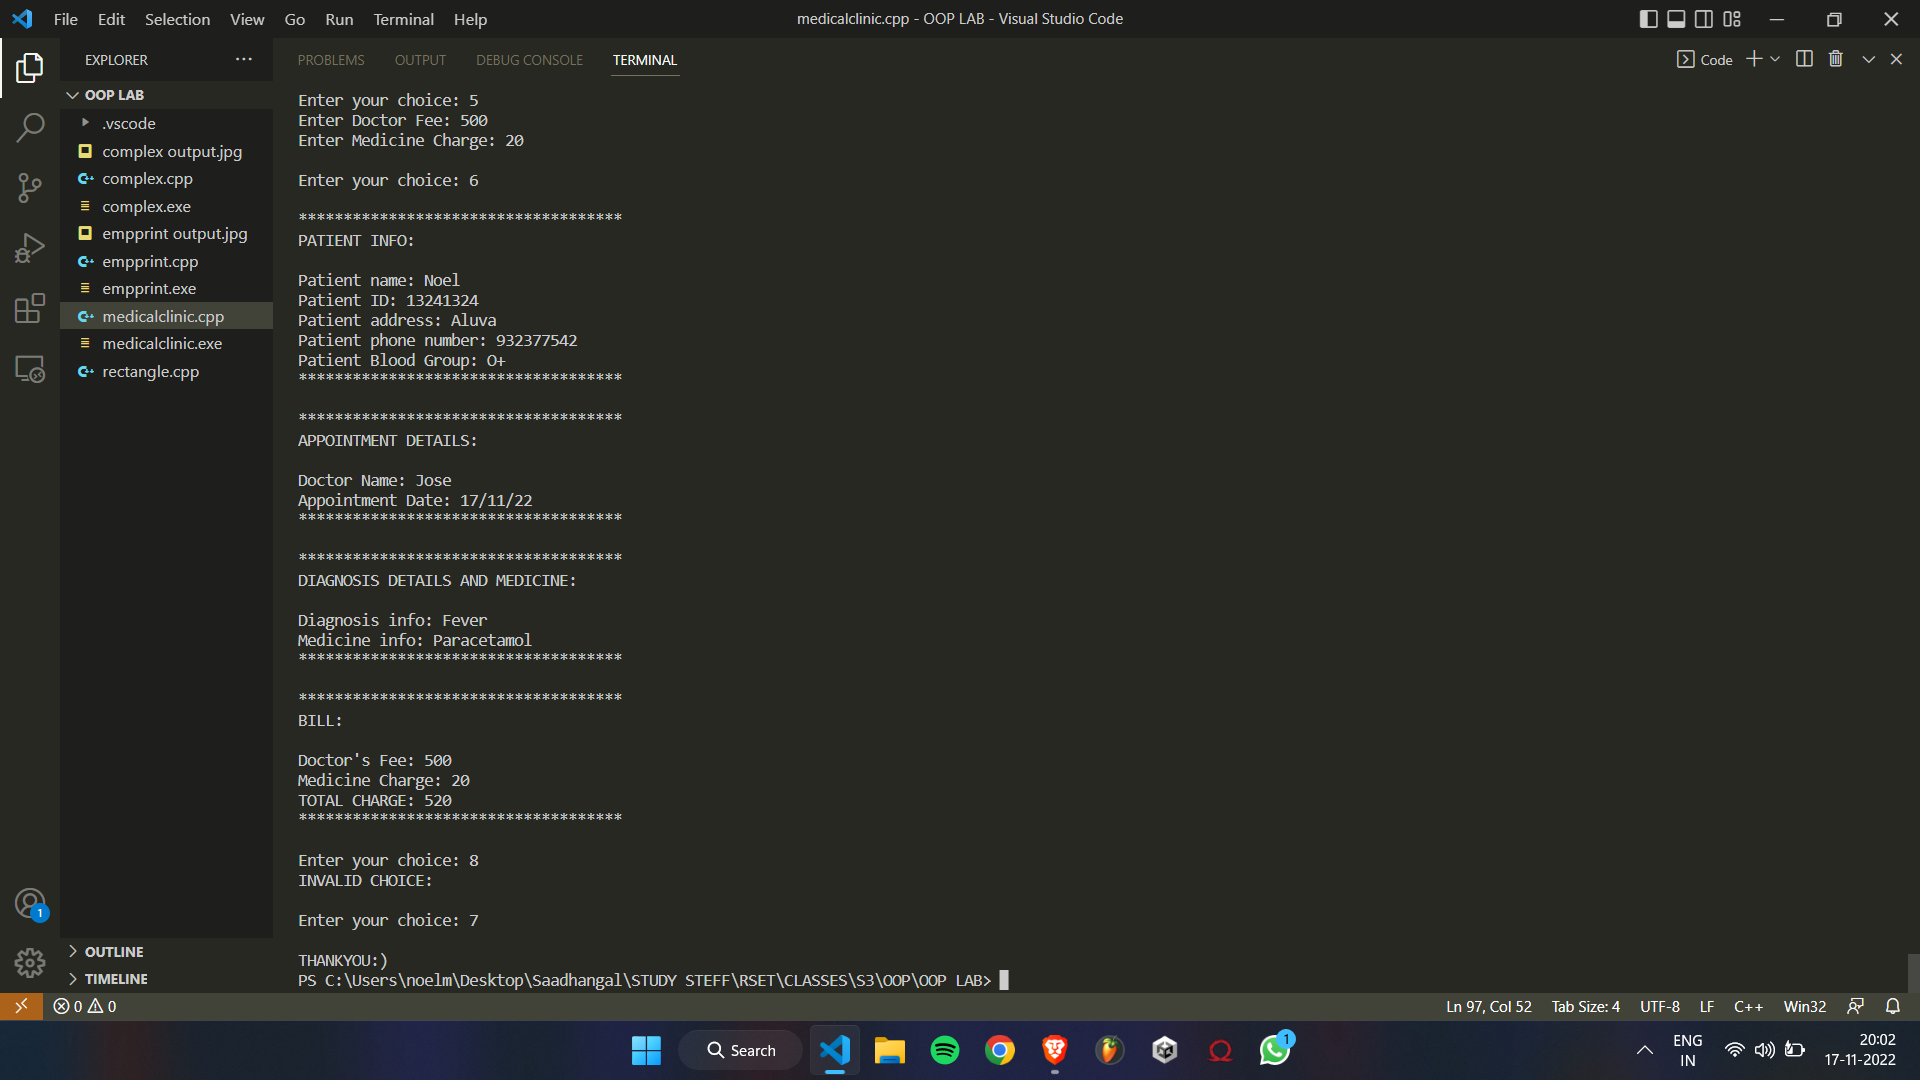 File Edit Selection View Go Run Terminal Help
medicalclinic.cpp - OOP LAB - Visual Studio Code
EXPLORER
OOP LAB
.vscode
complex output.jpg
complex.cpp
complex.exe
empprint output.jpg
empprint.cpp
empprint.exe
medicalclinic.cpp
medicalclinic.exe
rectangle.cpp
OUTLINE
TIMELINE
PROBLEMS OUTPUT DEBUG CONSOLE TERMINAL
Code
Enter your choice: 5
Enter Doctor Fee: 500
Enter Medicine Charge: 20
Enter your choice: 6
************************************
PATIENT INFO:
Patient name: Noel
Patient ID: 13241324
Patient address: Aluva
Patient phone number: 932377542
Patient Blood Group: O+
************************************
************************************
APPOINTMENT DETAILS:
Doctor Name: Jose
Appointment Date: 17/11/22
************************************
************************************
DIAGNOSIS DETAILS AND MEDICINE:
Diagnosis info: Fever
Medicine info: Paracetamol
************************************
************************************
BILL:
Doctor's Fee: 500
Medicine Charge: 20
TOTAL CHARGE: 520
************************************
Enter your choice: 8
INVALID CHOICE:
Enter your choice: 7
THANKYOU:)
PS C:\Users\noelm\Desktop\Saadhangal\STUDY STEFF\RSET\CLASSES\S3\OOP\OOP LAB>
1
0 0
Ln 97, Col 52 Tab Size: 4 UTF-8 LF C++ Win32
Search
1
ENG
IN
20:02
17-11-2022